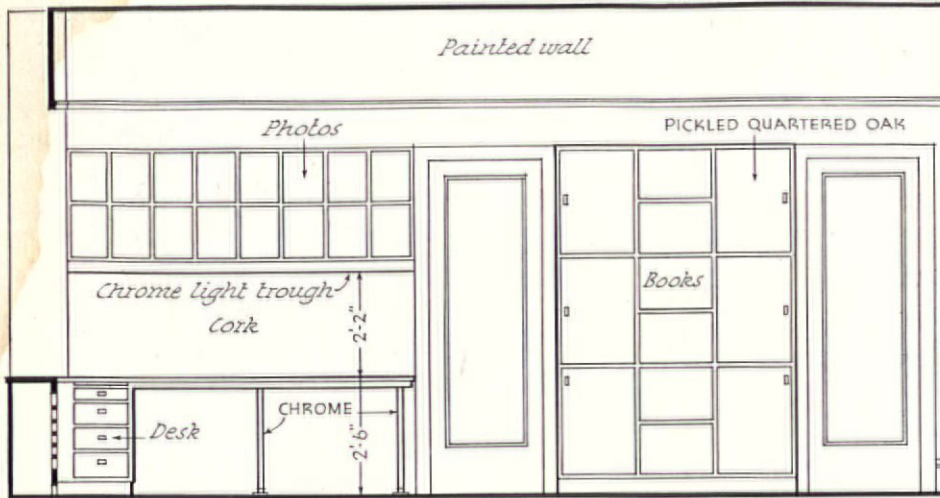 Painted wall
Photos
PICKLED QUARTERED OAK
Chrome light trough
Cork
2'-2"
Books
CHROME
Desk
2'-6"